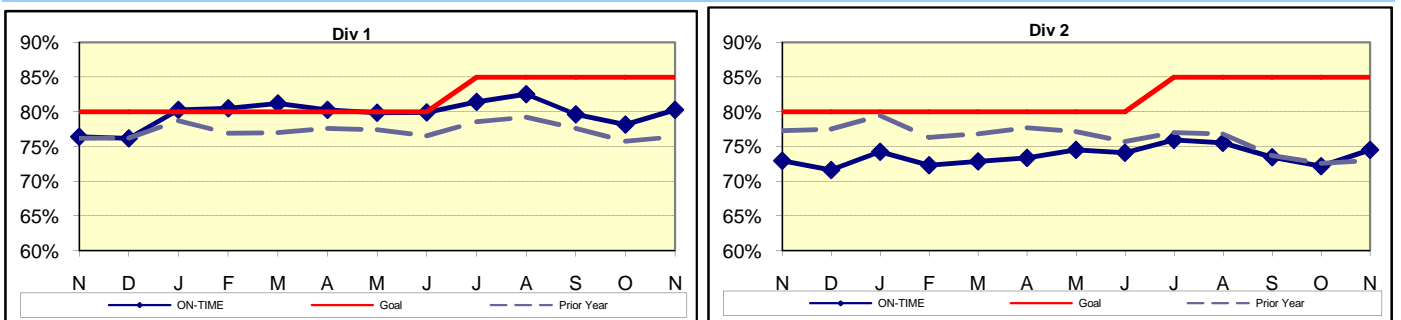 Div 1
90%
85%
80%
75%
70%
65%
60%
N D J F M A M J J A S O N
ON-TIME Goal Prior Year
Div 2
90%
85%
80%
75%
70%
65%
60%
N D J F M A M J J A S O N
ON-TIME Goal Prior Year